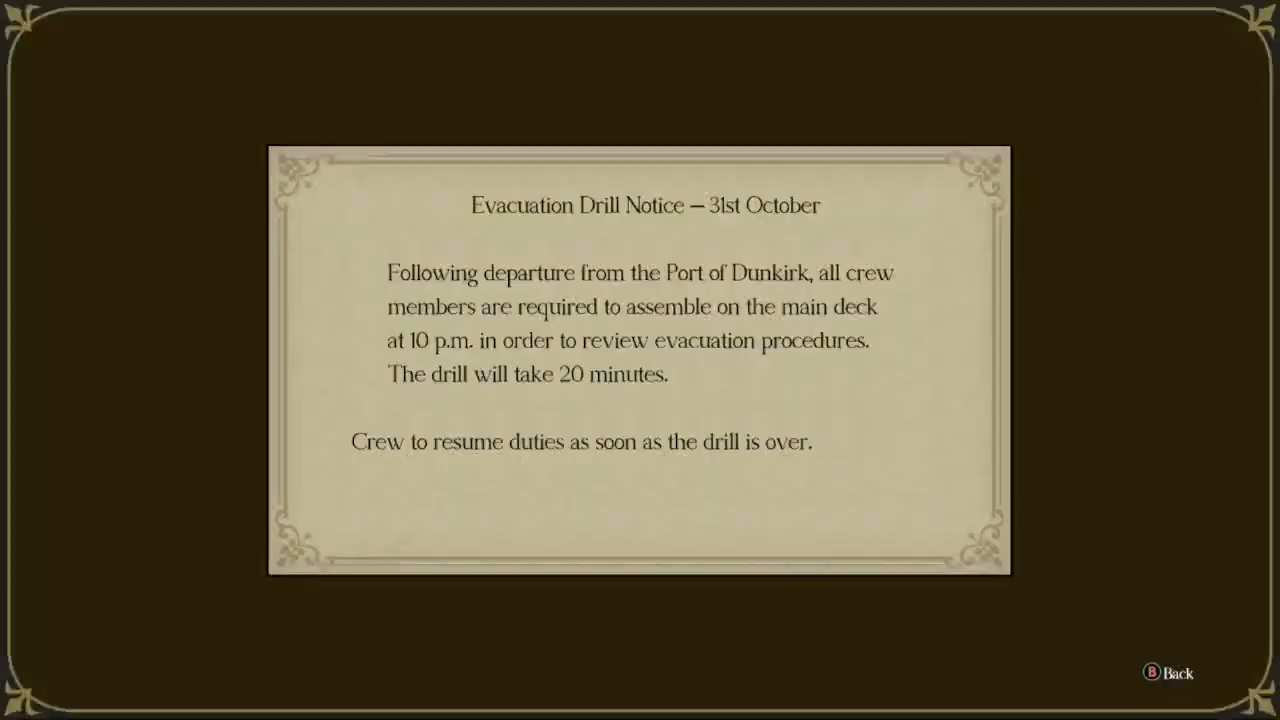 Evacuation Drill Notice – 31st October
Following departure from the Port of Dunkirk, all crew
members are required to assemble on the main deck
at 10 p.m. in order to review evacuation procedures.
The drill will take 20 minutes.
Crew to resume duties as soon as the drill is over.
B Back